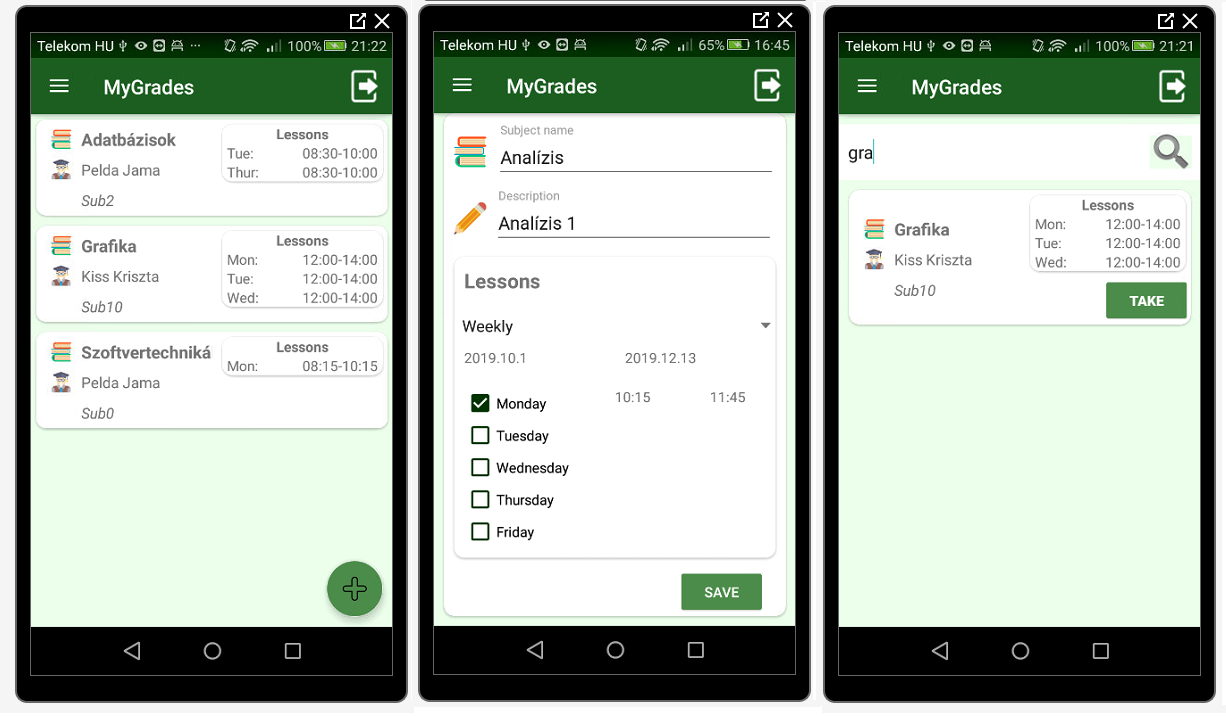 Telekom HU 100% 21:22
MyGrades
Adatbázisok
Pelda Jama
Sub2
Lessons
Tue: 08:30-10:00
Thur: 08:30-10:00
Grafika
Kiss Kriszta
Sub10
Lessons
Mon: 12:00-14:00
Tue: 12:00-14:00
Wed: 12:00-14:00
Szoftvertechniká
Pelda Jama
Sub0
Lessons
Mon: 08:15-10:15
Telekom HU 65% 16:45
MyGrades
Subject name
Analízis
Description
Analízis 1
Lessons
Weekly
2019.10.1 2019.12.13
Monday 10:15 11:45
Tuesday
Wednesday
Thursday
Friday
SAVE
Telekom HU 100% 21:21
MyGrades
gra
Grafika
Kiss Kriszta
Sub10
Lessons
Mon: 12:00-14:00
Tue: 12:00-14:00
Wed: 12:00-14:00
TAKE